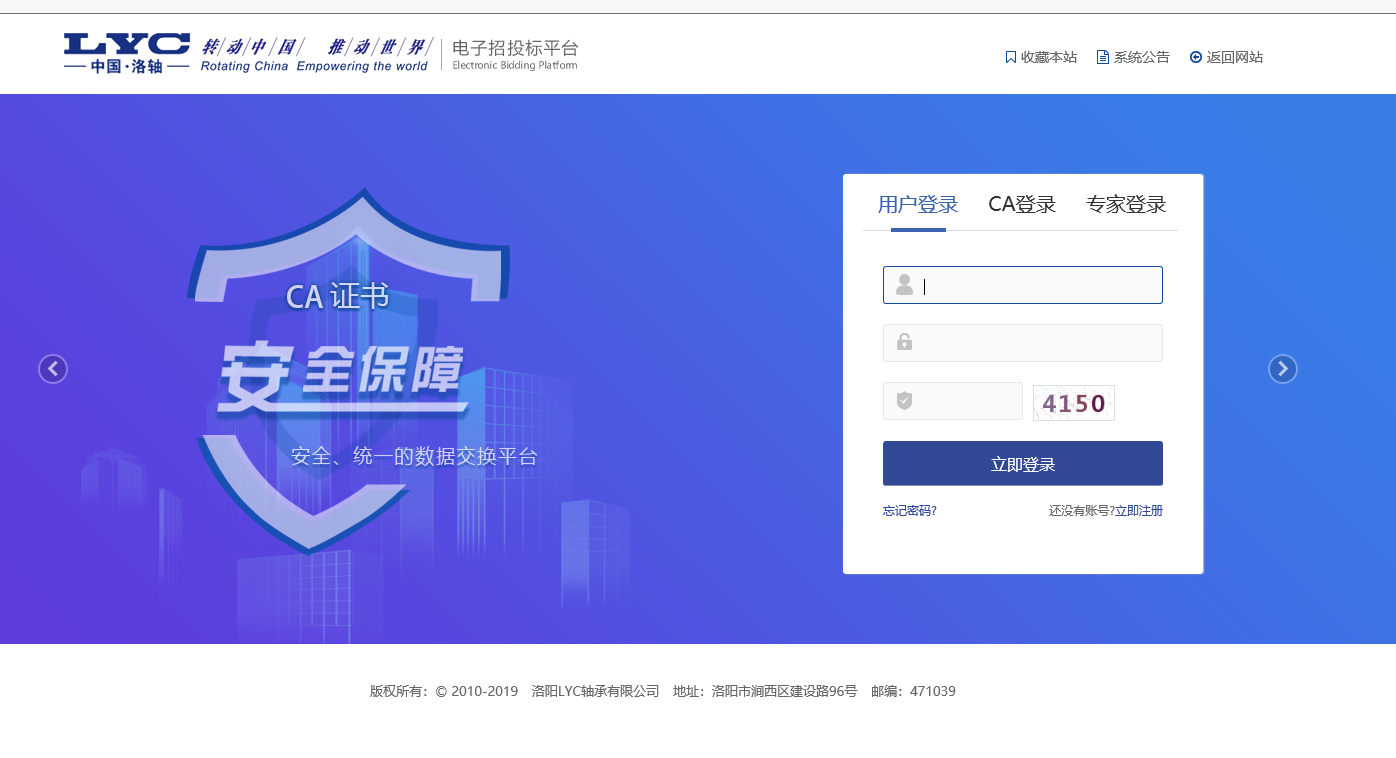 LYC
中国·洛轴
转/动/中/国/ 推/动/世/界/
Rotating China Empowering the world
电子招投标平台
Electronic Bidding Platform
收藏本站 系统公告 返回网站
CA 证书
安全保障
安全、统一的数据交换平台
用户登录 CA登录 专家登录
4150
立即登录
忘记密码? 还没有账号?立即注册
版权所有：© 2010-2019 洛阳LYC轴承有限公司 地址：洛阳市涧西区建设路96号 邮编：471039